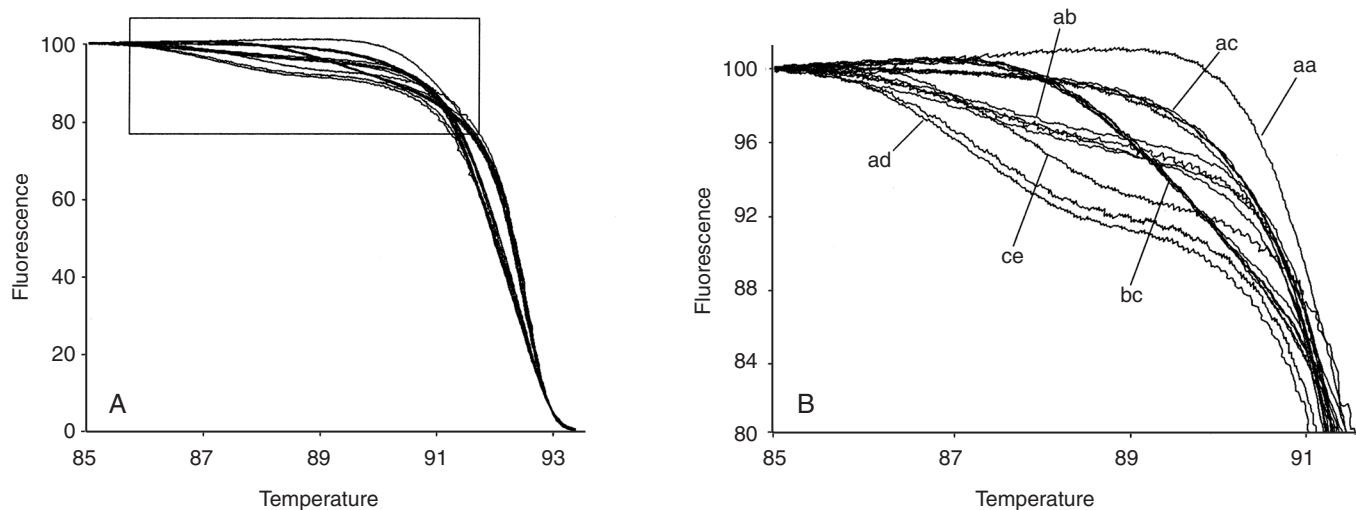 100
80
60
40
20
0
Fluorescence
A
85
87
89
91
93
Temperature
100
96
92
88
84
80
Fluorescence
ab
ac
aa
ad
ce
bc
B
85
87
89
91
Temperature